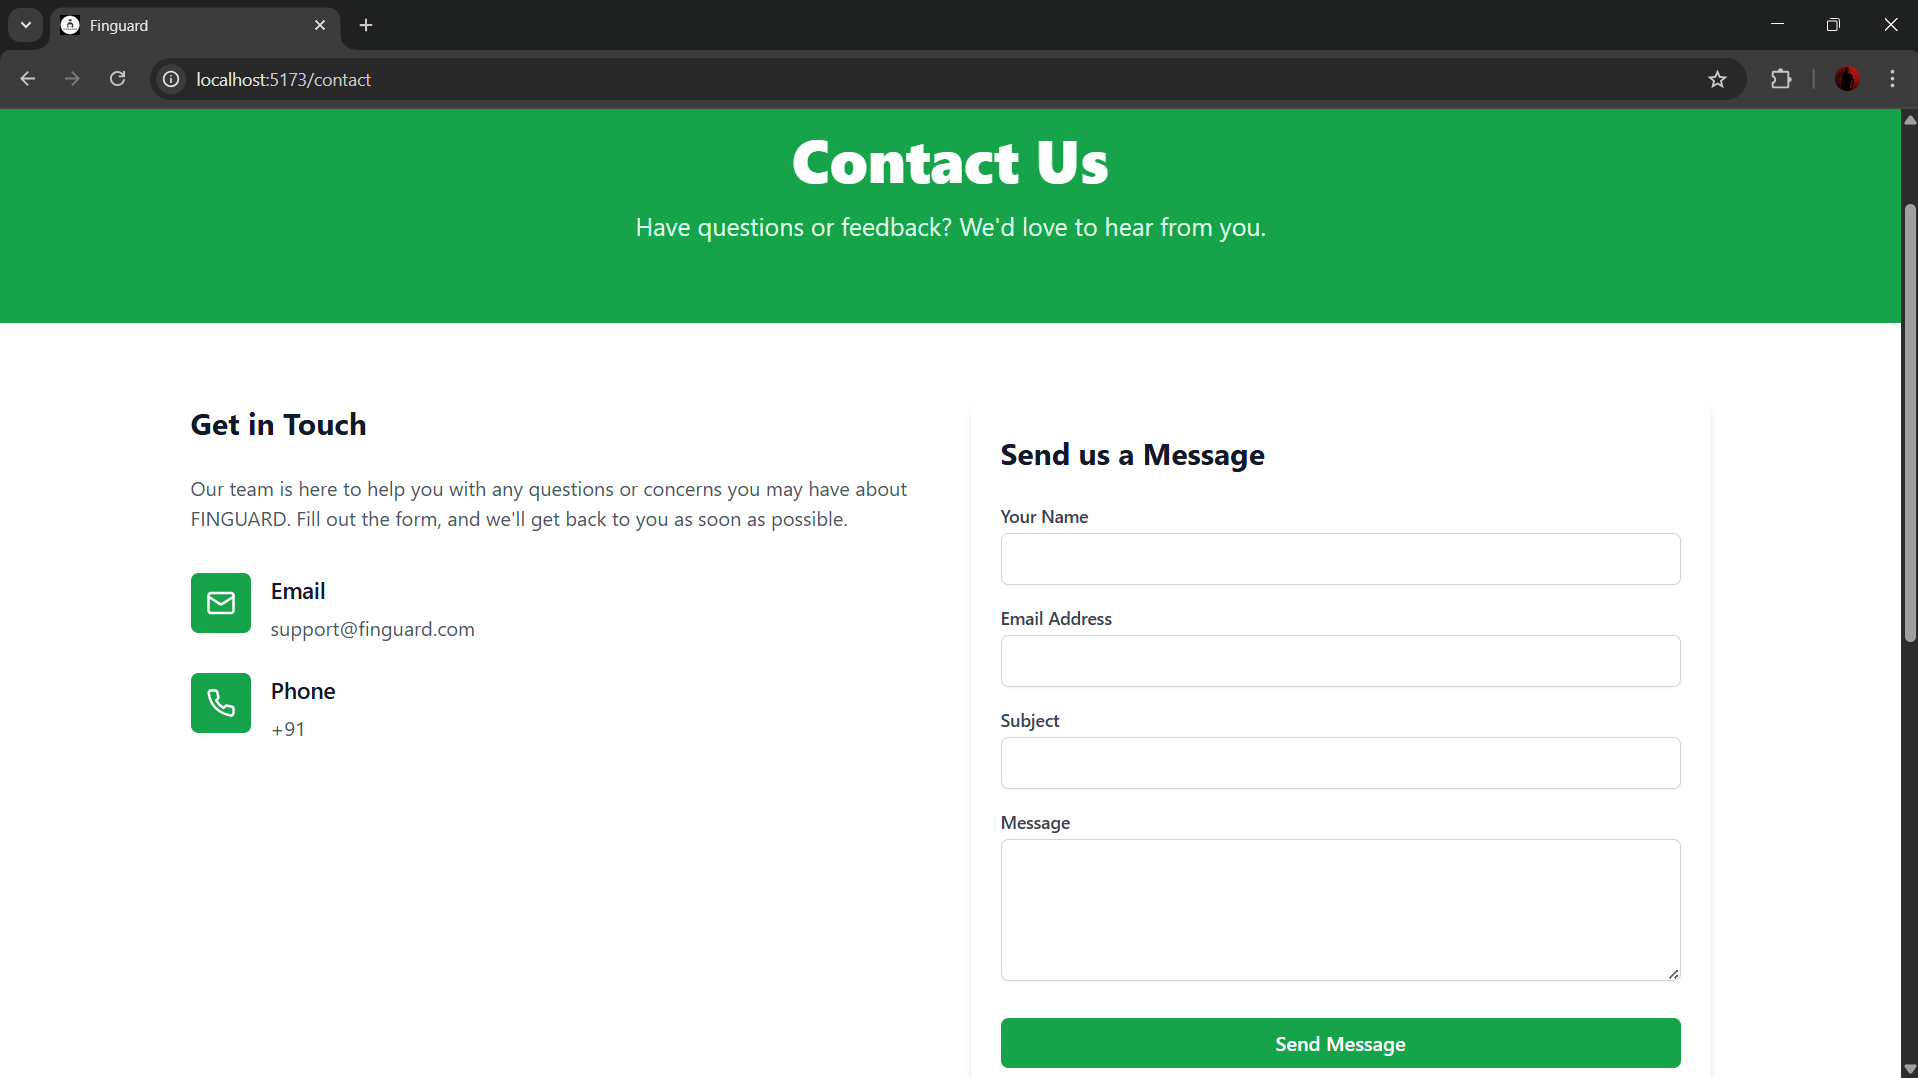 Finguard
localhost:5173/contact
Contact Us
Have questions or feedback? We'd love to hear from you.
Get in Touch
Our team is here to help you with any questions or concerns you may have about
FINGUARD. Fill out the form, and we'll get back to you as soon as possible.
Email
support@finguard.com
Phone
+91
Send us a Message
Your Name
Email Address
Subject
Message
Send Message